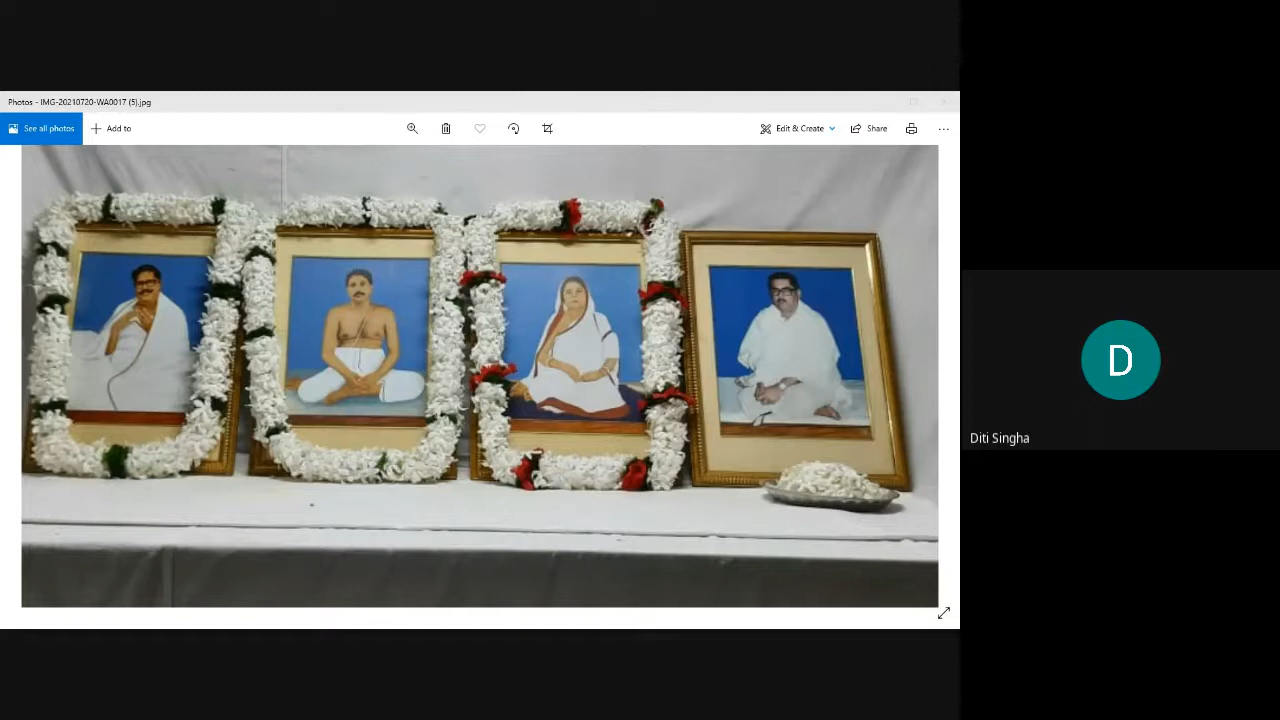 Photos - IMG-20210720-WA0017 (5).jpg
See all photos
Add to
Edit & Create
Share
D
Diti Singha